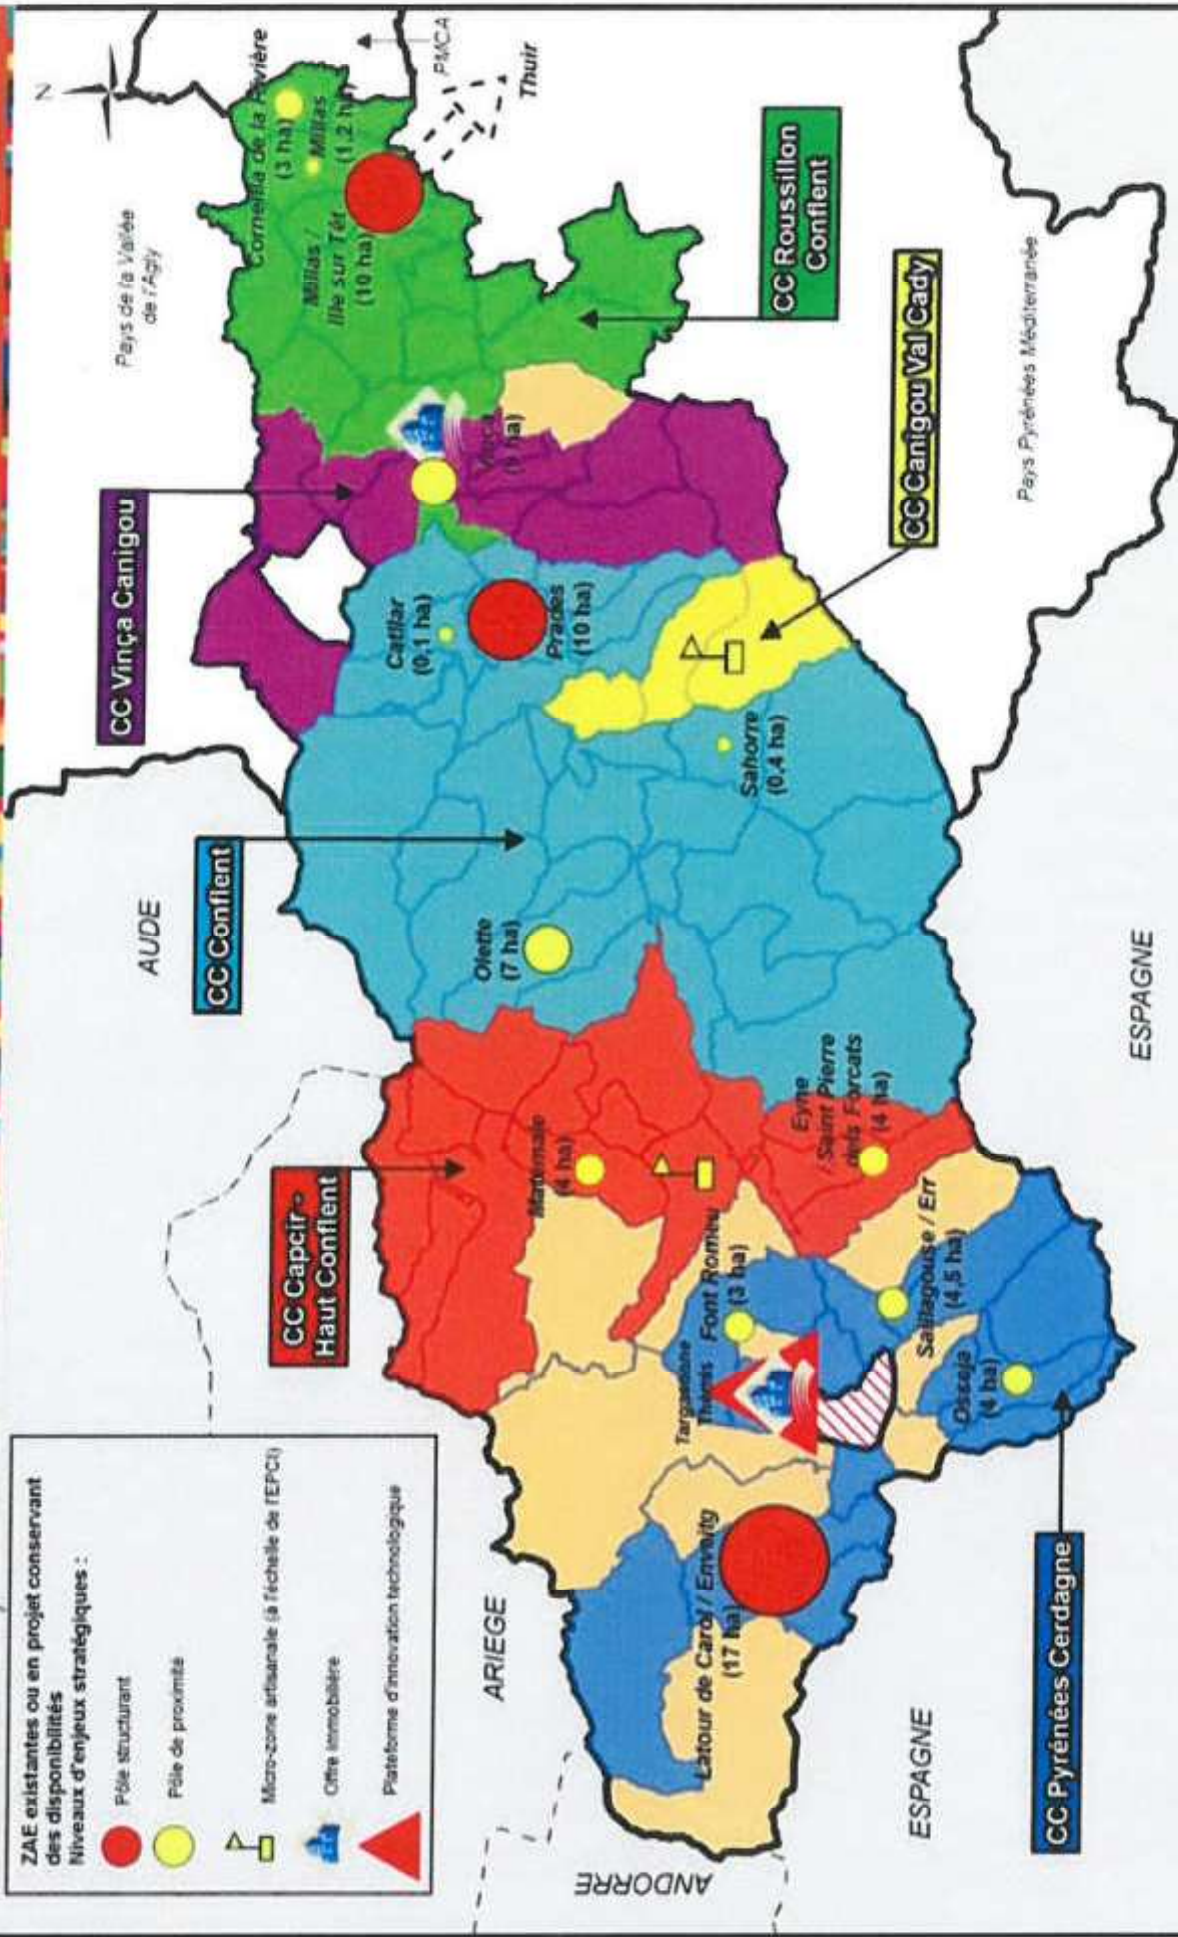 ZAE existantes ou en projet conservant
des disponibilités
Niveaux d'enjeux stratégiques :
Pôle structurant
Pôle de proximité
Micro-zone artisanale (à l'échelle de l'EPCI)
Offre immobilière
Plateforme d'innovation technologique
N
AUDE
ARIEGE
ANDORRE
ESPAGNE
ESPAGNE
Pays de la Vallée
de l'Agly
Pays Pyrénées Méditerranée
PMCA
Thuir
CC Vinça Canigou
CC Conflent
CC Capcir -
Haut Conflent
CC Roussillon
Conflent
CC Canigou Val Cady
CC Pyrénées Cerdagne
Corneilla de la Rivière
(3 ha)
Millas
(1,2 ha)
Millas /
Ille sur Têt
(10 ha)
Vinça
Catllar
(0,1 ha)
Prades
(10 ha)
Sahorre
(0,4 ha)
Olette
(7 ha)
Matemale
(4 ha)
Eyne
/ Saint Pierre
dels Forcats
(4 ha)
Font Romeu
(3 ha)
Targasonne
Thémis
Saillagouse / Err
(4,5 ha)
Osseja
(4 ha)
Latour de Carol / Enveitg
(17 ha)